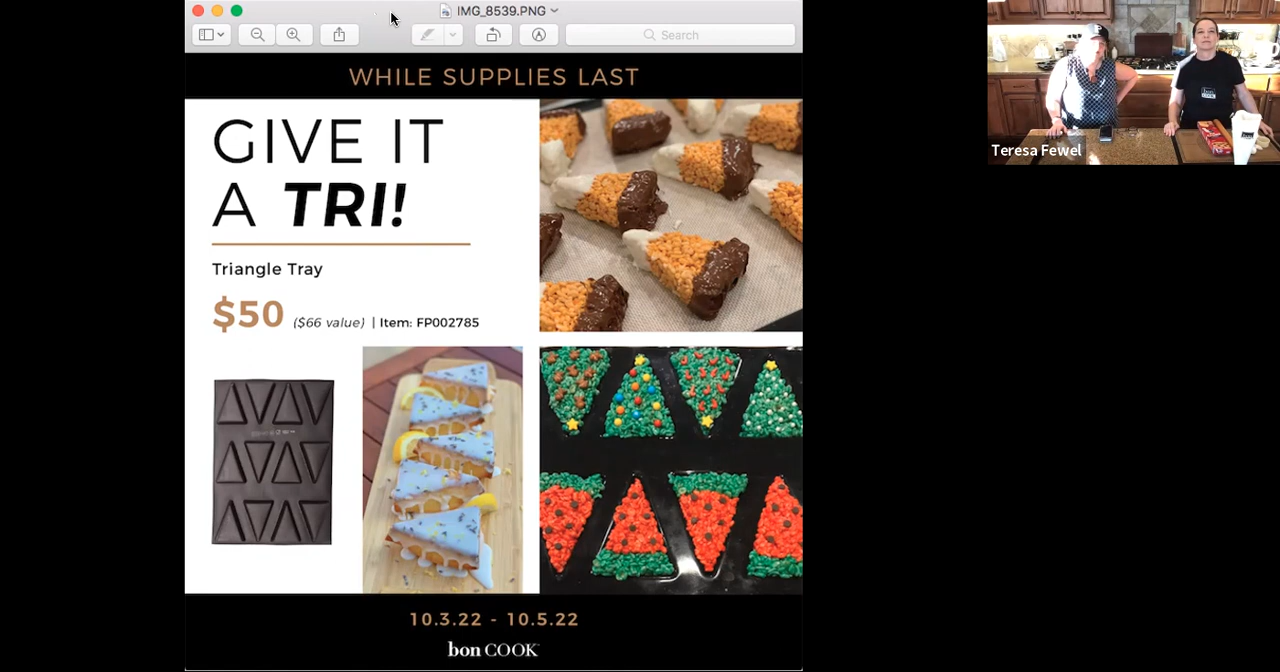 IMG_8539.PNG
Search
WHILE SUPPLIES LAST
GIVE IT
A TRI!
Triangle Tray
$50 ($66 value) | Item: FP002785
10.3.22 - 10.5.22
bon COOK
Teresa Fewel